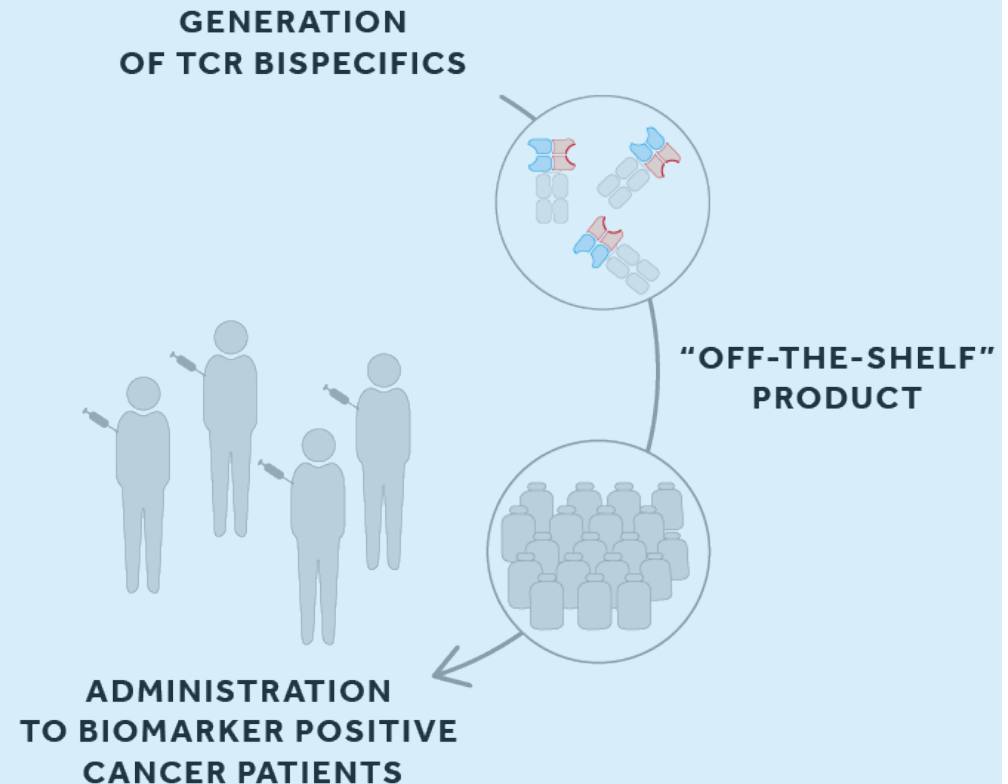 GENERATION
OF TCR BISPECIFICS
“OFF-THE-SHELF”
PRODUCT
ADMINISTRATION
TO BIOMARKER POSITIVE
CANCER PATIENTS